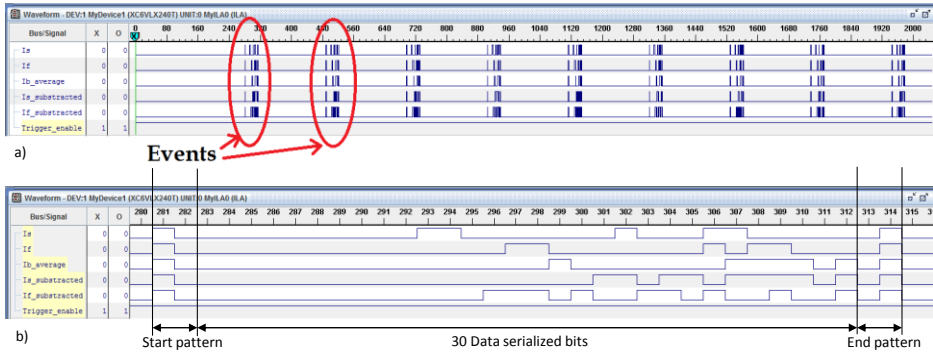 Waveform - DEV:1 MyDevice1 (XC6VLX240T) UNIT:0 MyILA0 (ILA)
Bus/Signal X O 0 80 160 240 320 400 480 560 640 720 800 880 960 1040 1120 1200 1280 1360 1440 1520 1600 1680 1760 1840 1920 2000
Is 0 0
If 0 0
Ib_average 0 0
Is_substracted 0 0
If_substracted 0 0
Trigger_enable 1 1
a)
Events
Waveform - DEV:1 MyDevice1 (XC6VLX240T) UNIT:0 MyILA0 (ILA)
Bus/Signal X O 280 281 282 283 284 285 286 287 288 289 290 291 292 293 294 295 296 297 298 299 300 301 302 303 304 305 306 307 308 309 310 311 312 313 314 315
Is 0 0
If 0 0
Ib_average 0 0
Is_substracted 0 0
If_substracted 0 0
Trigger_enable 1 1
b)
Start pattern 30 Data serialized bits End pattern